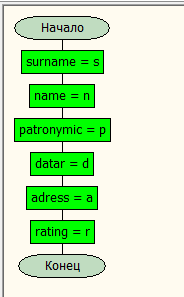 Начало
surname = s
name = n
patronymic = p
datar = d
adress = a
rating = r
Конец